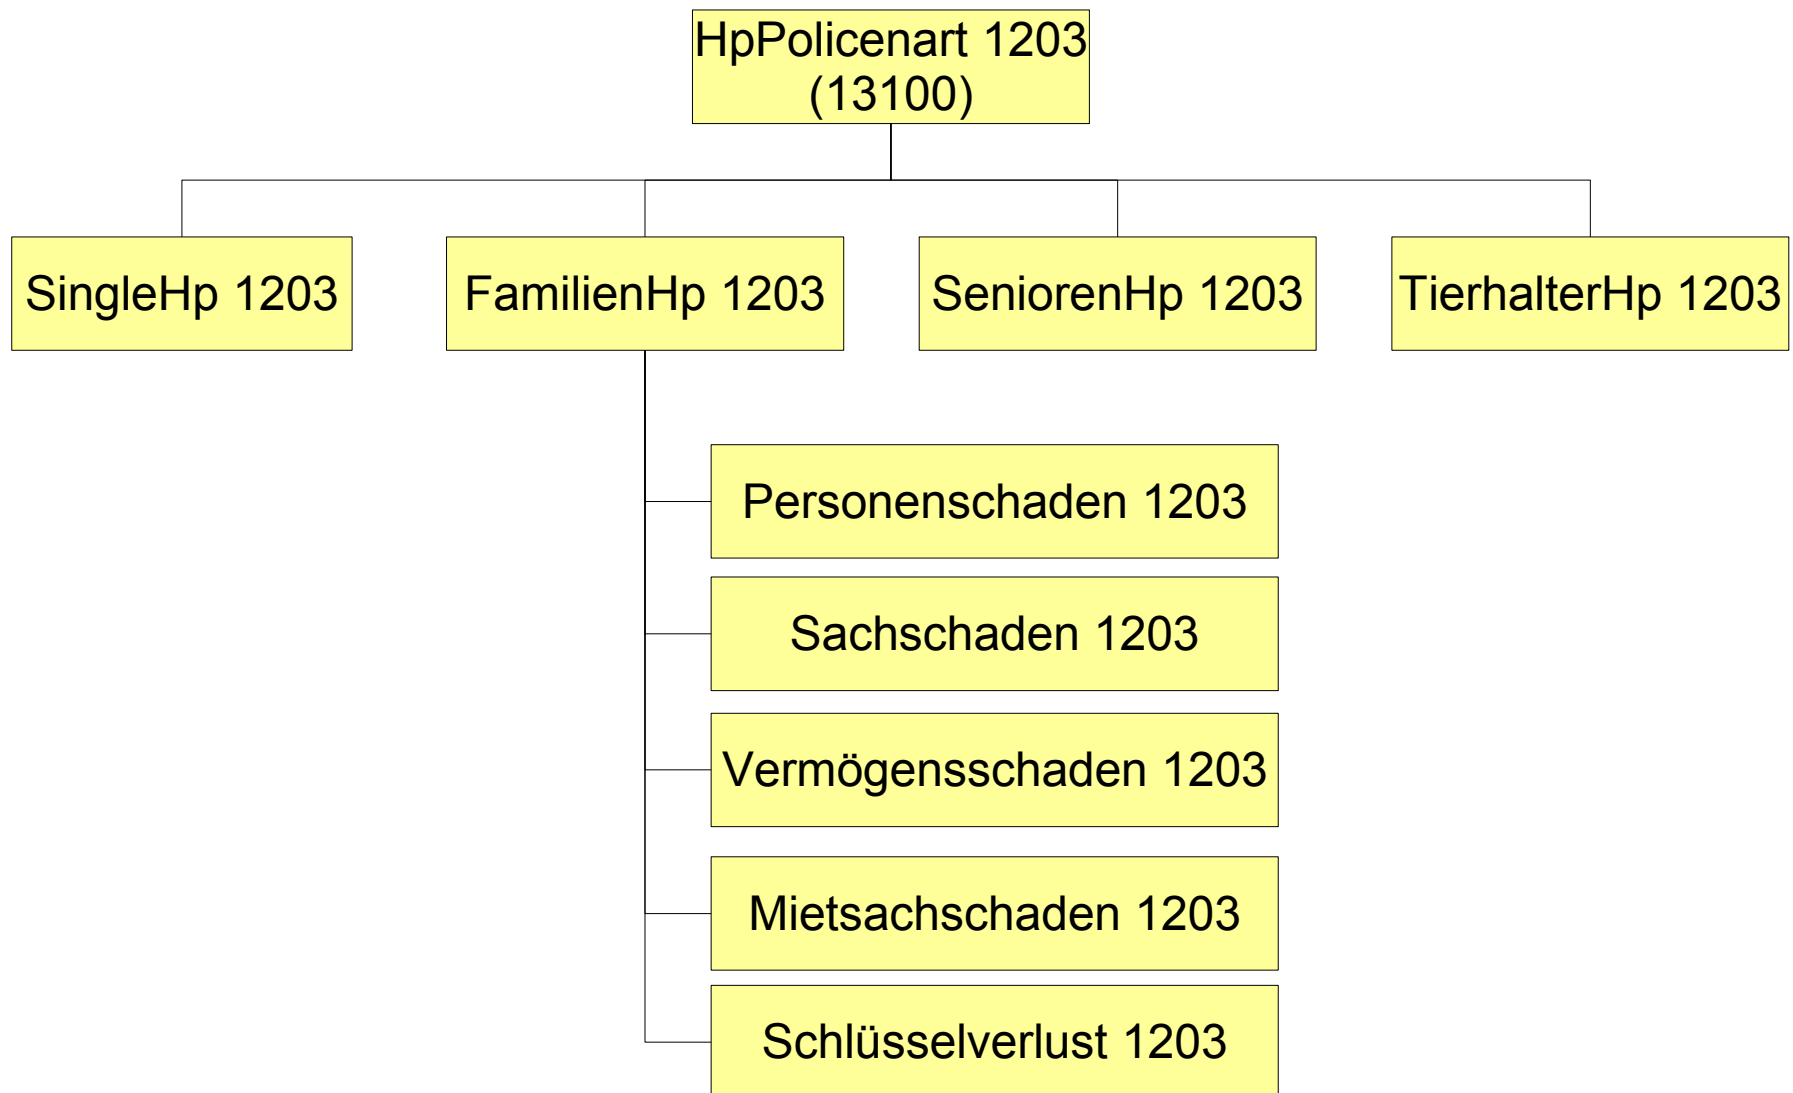 HpPolicenart 1203
(13100)
SingleHp 1203
FamilienHp 1203
SeniorenHp 1203
TierhalterHp 1203
Personenschaden 1203
Sachschaden 1203
Vermögensschaden 1203
Mietsachschaden 1203
Schlüsselverlust 1203